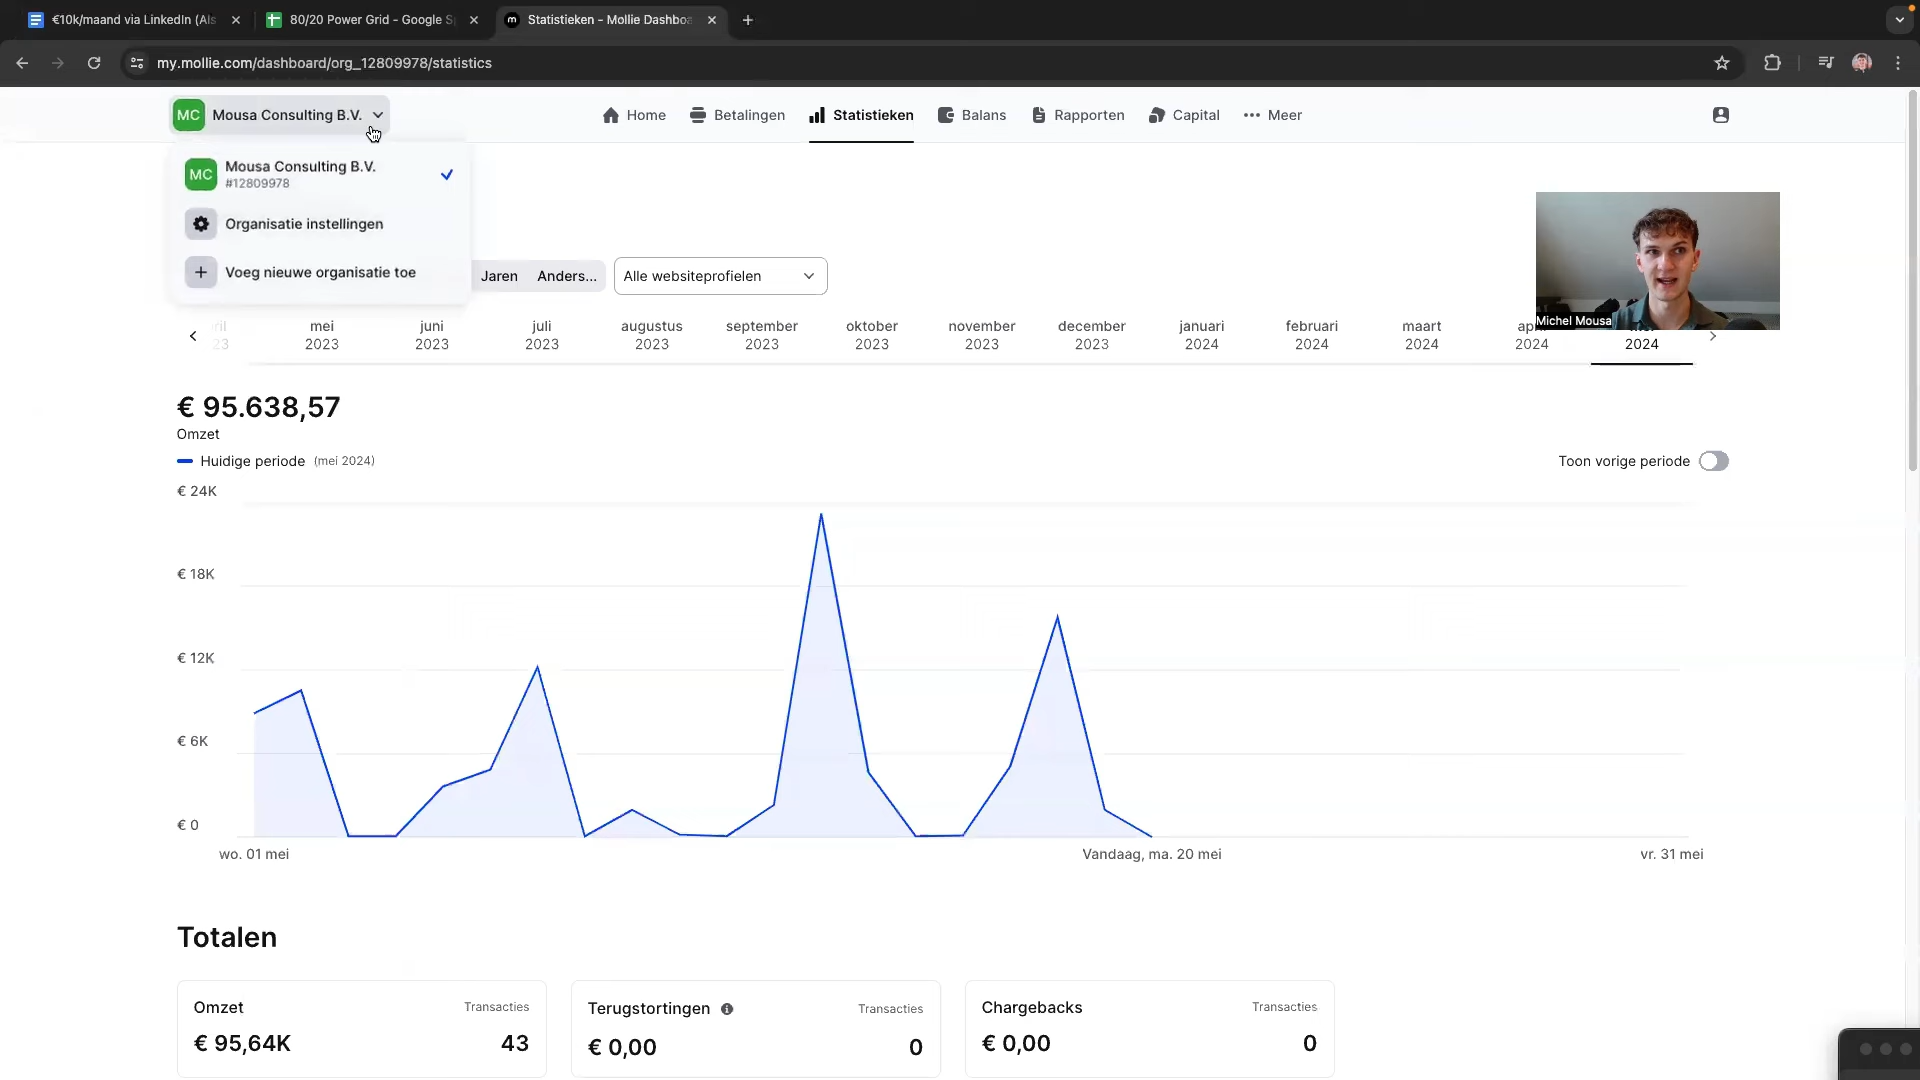 €10k/maand via LinkedIn (Als
80/20 Power Grid - Google Sp
Statistieken - Mollie Dashboa
my.mollie.com/dashboard/org_12809978/statistics
MC Mousa Consulting B.V.
Home
Betalingen
Statistieken
Balans
Rapporten
Capital
Meer
MC Mousa Consulting B.V.
#12809978
Organisatie instellingen
Voeg nieuwe organisatie toe
Jaren
Anders...
Alle websiteprofielen
Michel Mousa
mei 2023
juni 2023
juli 2023
augustus 2023
september 2023
oktober 2023
november 2023
december 2023
januari 2024
februari 2024
maart 2024
2024
2024
€ 95.638,57
Omzet
Huidige periode (mei 2024)
Toon vorige periode
€ 24K
€ 18K
€ 12K
€ 6K
€ 0
wo. 01 mei
Vandaag, ma. 20 mei
vr. 31 mei
Totalen
Omzet
Transacties
€ 95,64K
43
Terugstortingen
Transacties
€ 0,00
0
Chargebacks
Transacties
€ 0,00
0